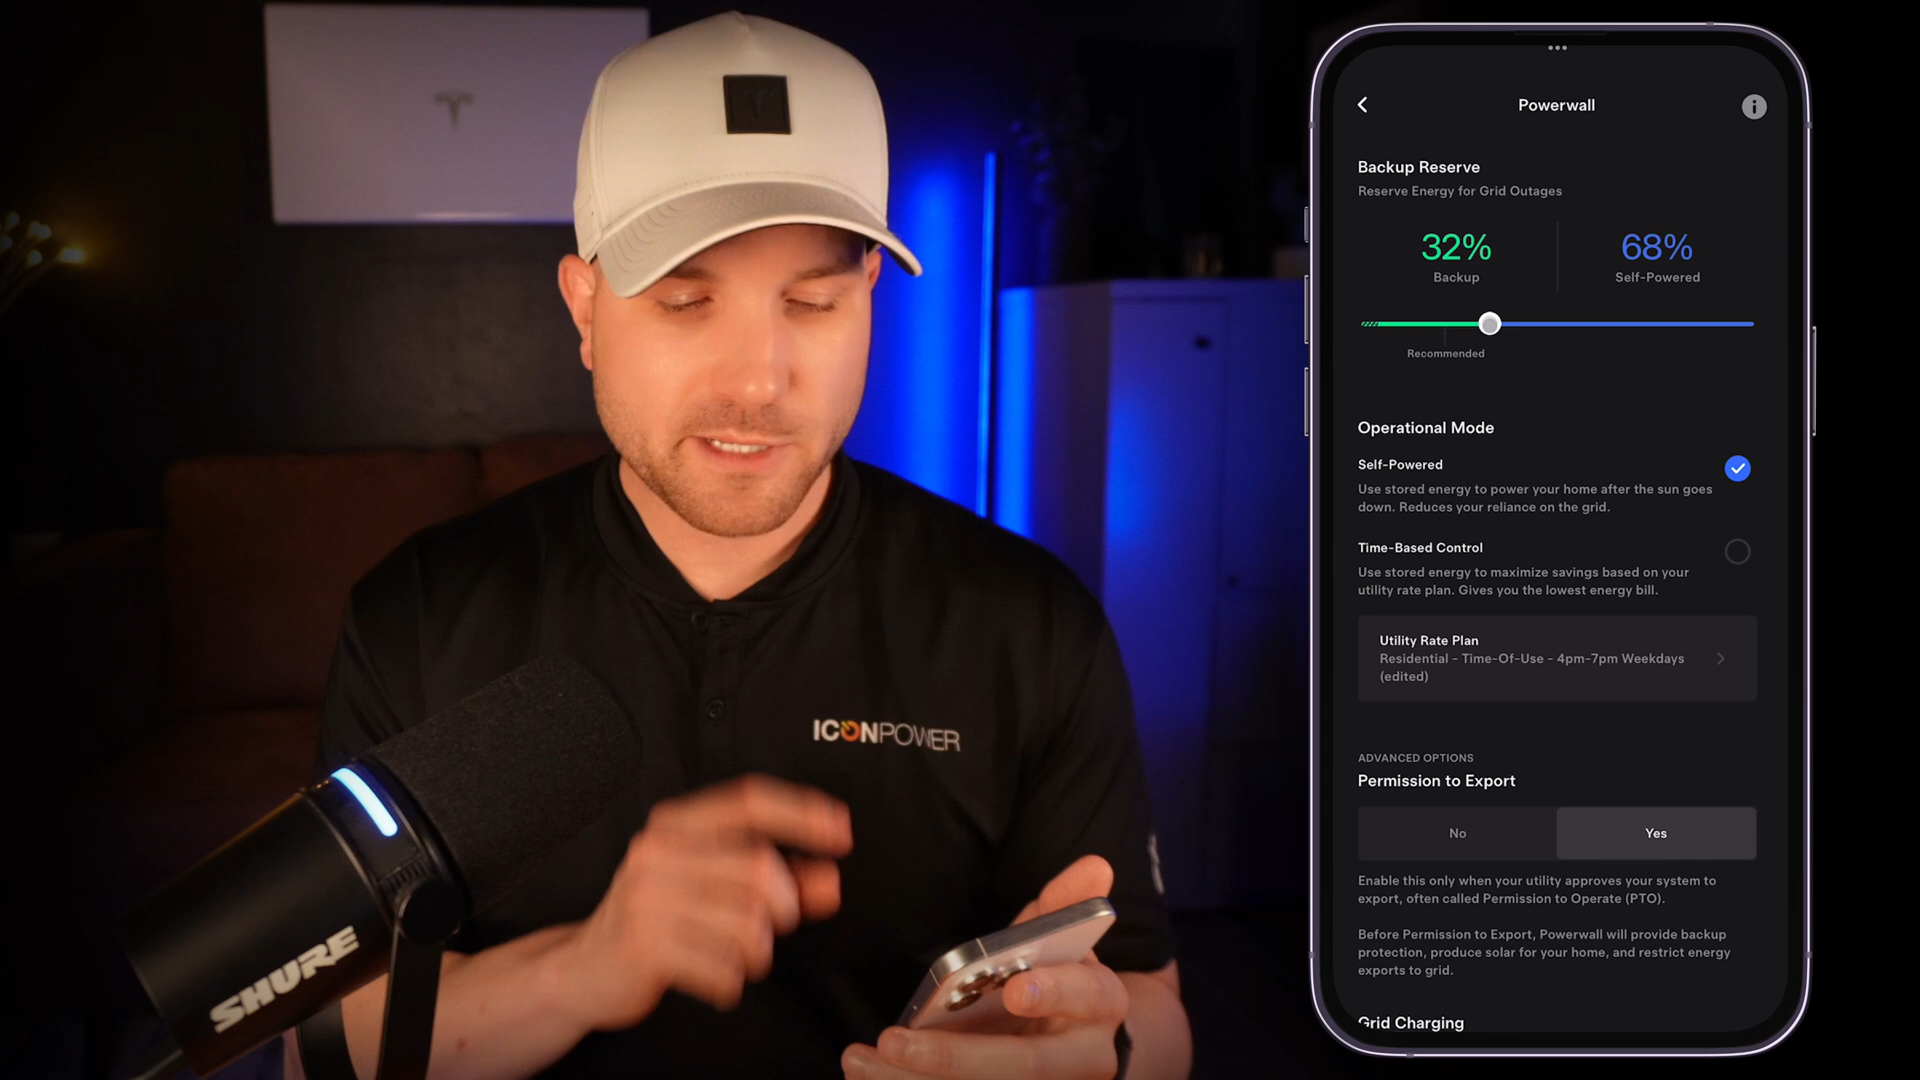 ICONPOWER
SHURE
Powerwall
Backup Reserve
Reserve Energy for Grid Outages
32%
Backup
68%
Self-Powered
Recommended
Operational Mode
Self-Powered
Use stored energy to power your home after the sun goes
down. Reduces your reliance on the grid.
Time-Based Control
Use stored energy to maximize savings based on your
utility rate plan. Gives you the lowest energy bill.
Utility Rate Plan
Residential - Time-Of-Use - 4pm-7pm Weekdays
(edited)
ADVANCED OPTIONS
Permission to Export
No
Yes
Enable this only when your utility approves your system to
export, often called Permission to Operate (PTO).
Before Permission to Export, Powerwall will provide backup
protection, produce solar for your home, and restrict energy
exports to grid.
Grid Charging